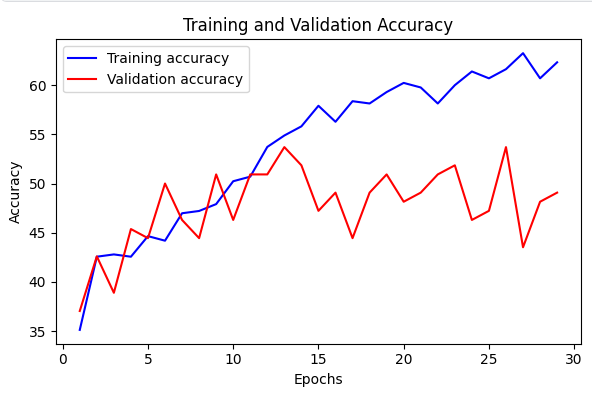 Training and Validation Accuracy
Training accuracy
Validation accuracy
Accuracy
60
55
50
45
40
35
0 5 10 15 20 25 30
Epochs